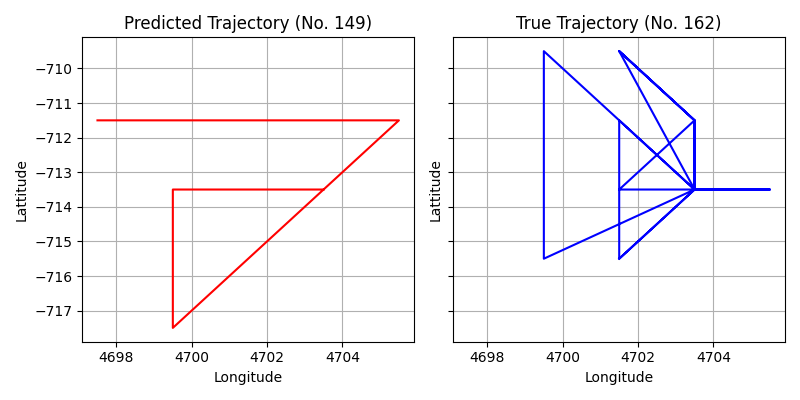 Predicted Trajectory (No. 149)
−710
−711
−712
−713
−714
−715
−716
−717
Lattitude
4698 4700 4702 4704
Longitude
True Trajectory (No. 162)
Lattitude
4698 4700 4702 4704
Longitude